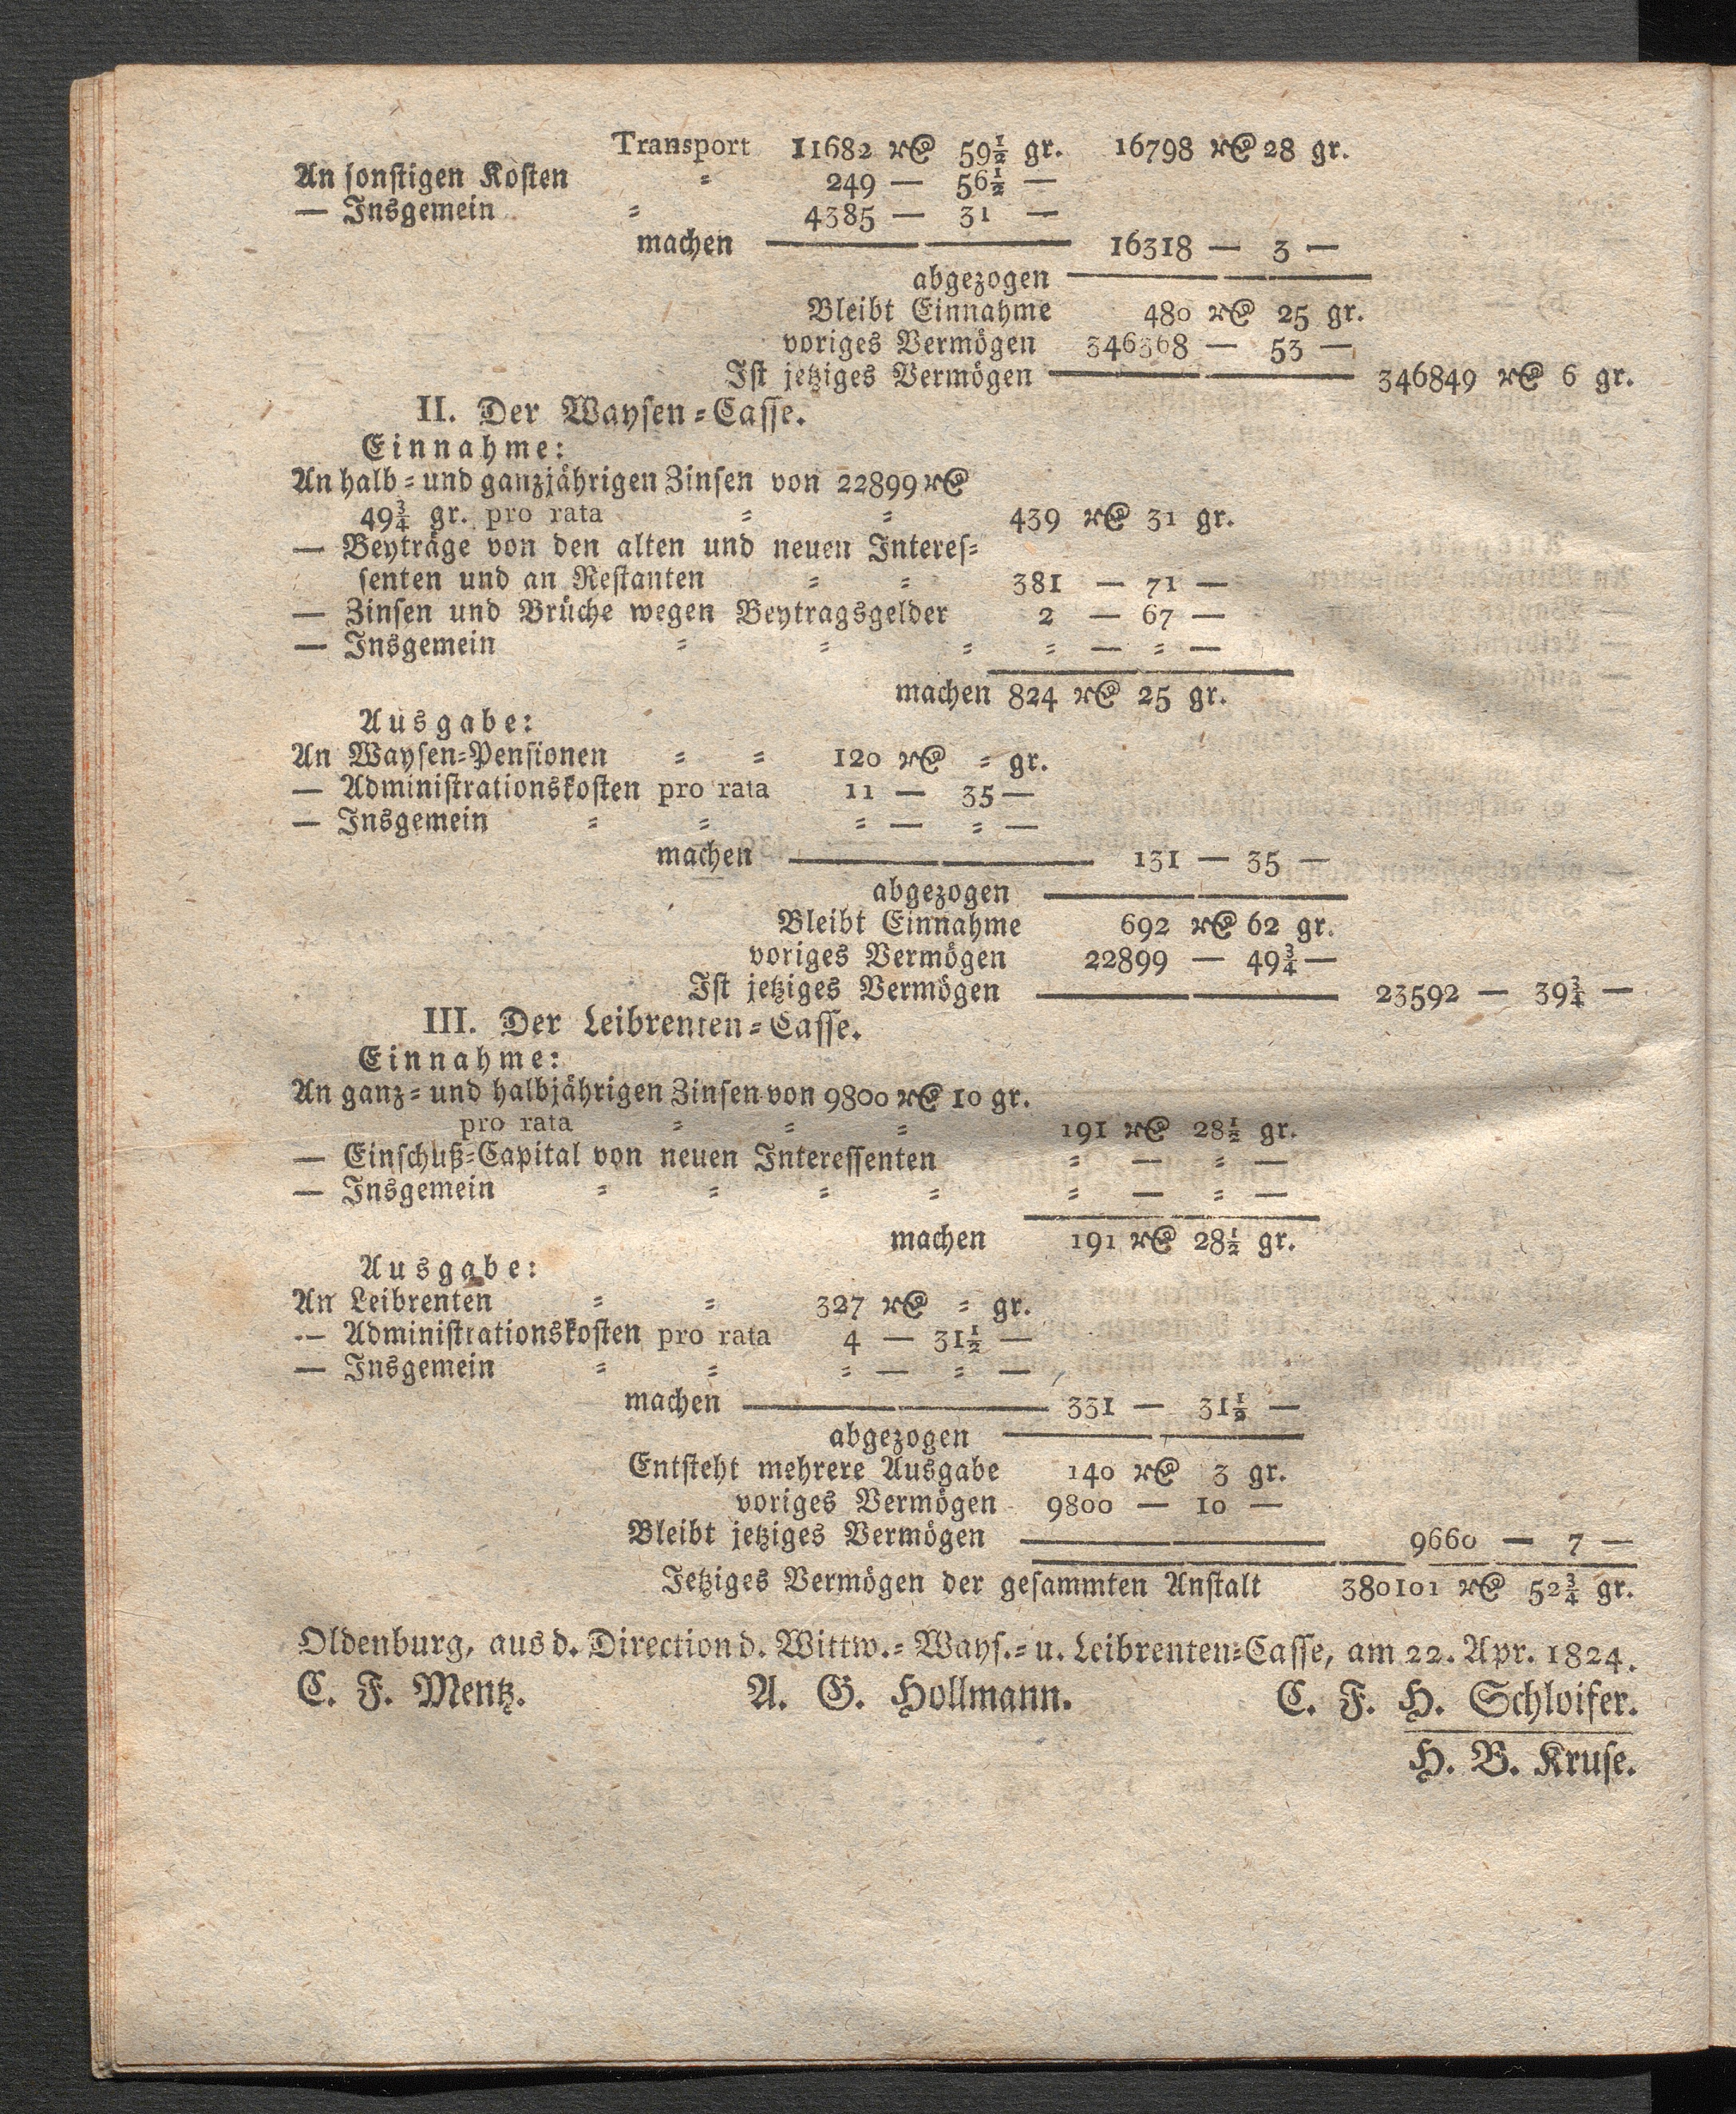 Transport 11682 r₰ 59½ gr. 16798 r₰ 28 gr.
An sonstigen Kosten = 249 — 56½ —
— Insgemein = 4385 — 31 —
machen 16318 — 3 —
abgezogen
Bleibt Einnahme 480 r₰ 25 gr.
voriges Vermögen 346368 — 53 —
Ist jetziges Vermögen 346849 r₰ 6 gr.
II. Der Waysen=Casse.
Einnahme:
An halb= und ganzjährigen Zinsen von 22899 r₰
49¾ gr. pro rata = = 439 r₰ 31 gr.
— Beyträge von den alten und neuen Interes=
senten und an Restanten = = 381 — 71 —
— Zinsen und Brüche wegen Beytragsgelder 2 — 67 —
— Insgemein = = = = — = —
machen 824 r₰ 25 gr.
Ausgabe:
An Waysen=Pensionen = = 120 r₰ = gr.
— Administrationskosten pro rata 11 — 35 —
— Insgemein = = = — = —
machen 131 — 35 —
abgezogen
Bleibt Einnahme 692 r₰ 62 gr.
voriges Vermögen 22899 — 49¾ —
Ist jetziges Vermögen 23592 — 39¾ —
III. Der Leibrenten=Casse.
Einnahme:
An ganz= und halbjährigen Zinsen von 9800 r₰ 10 gr.
pro rata = = = 191 r₰ 28½ gr.
— Einschuß=Capital von neuen Interessenten = — = —
— Insgemein = = = = = — = —
machen 191 r₰ 28½ gr.
Ausgabe:
An Leibrenten = = 327 r₰ = gr.
— Administrationskosten pro rata 4 — 31½ —
— Insgemein = = = — = —
machen 331 — 31½ —
abgezogen
Entsteht mehrere Ausgabe 140 r₰ 3 gr.
voriges Vermögen 9800 — 10 —
Bleibt jetziges Vermögen 9660 — 7 —
Jetziges Vermögen der gesammten Anstalt 380101 r₰ 52¾ gr.
Oldenburg, aus d. Direction d. Wittw.= Ways.= u. Leibrenten=Casse, am 22. Apr. 1824.
C. F. Mentz. A. G. Hollmann. C. F. H. Schloifer.
H. B. Kruse.